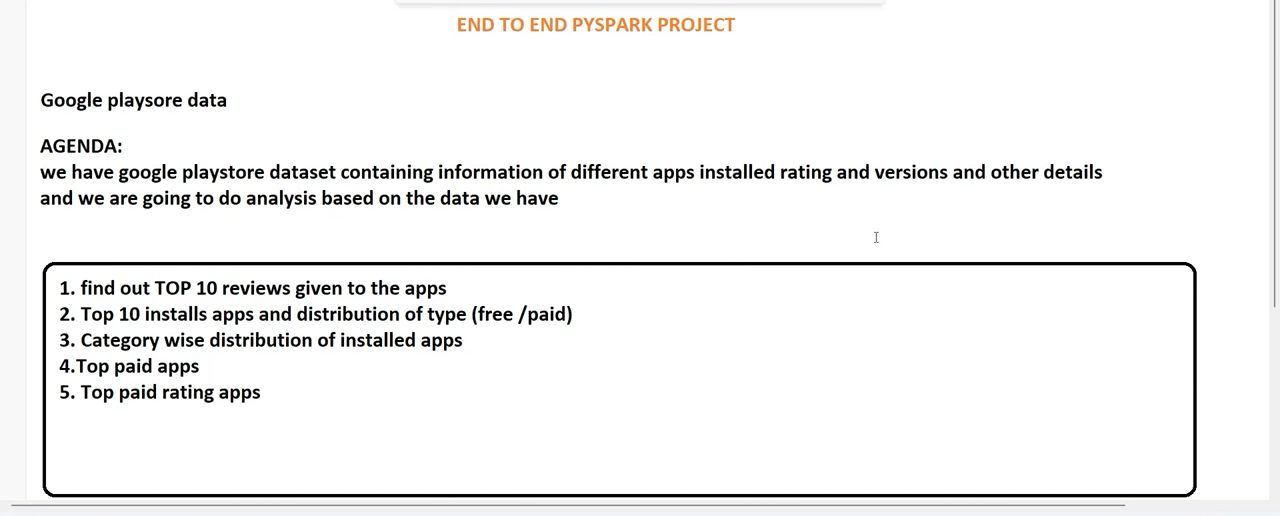 END TO END PYSPARK PROJECT
Google playsore data
AGENDA:
we have google playstore dataset containing information of different apps installed rating and versions and other details
and we are going to do analysis based on the data we have
1. find out TOP 10 reviews given to the apps
2. Top 10 installs apps and distribution of type (free /paid)
3. Category wise distribution of installed apps
4.Top paid apps
5. Top paid rating apps